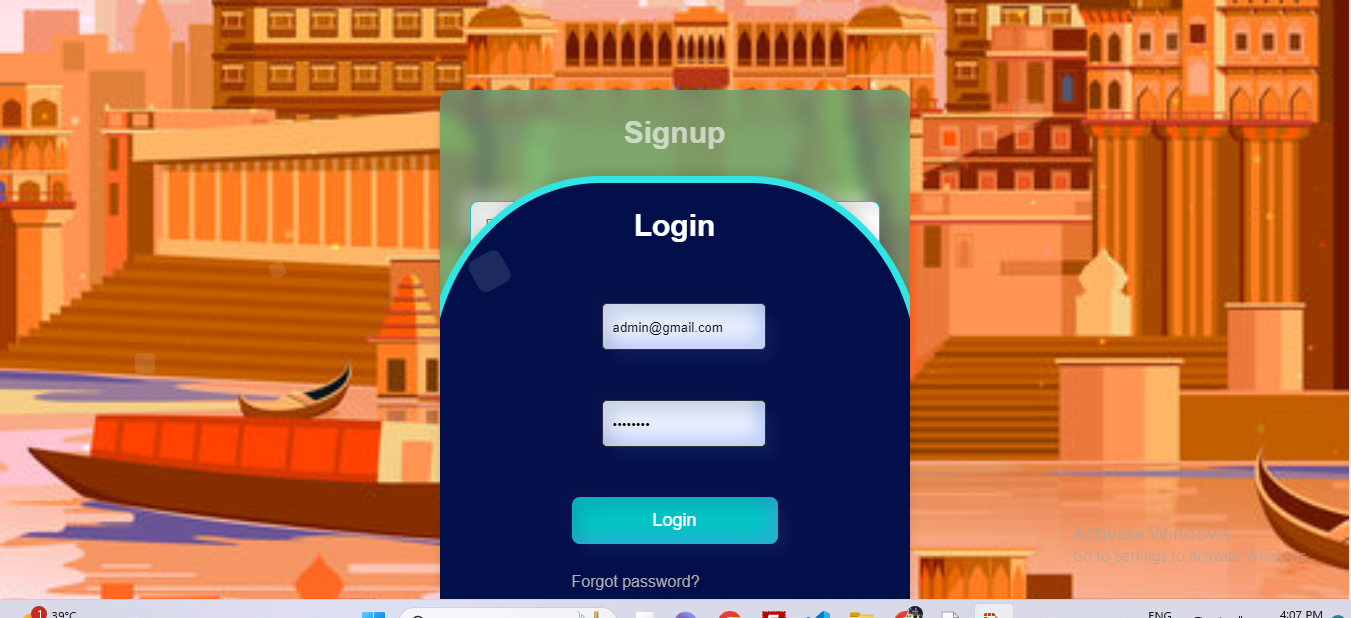 Signup
Login
admin@gmail.com
••••••••
Login
Forgot password?
Activate Windows
Go to Settings to activate Windows.
1
39°C
ENG
4:07 PM